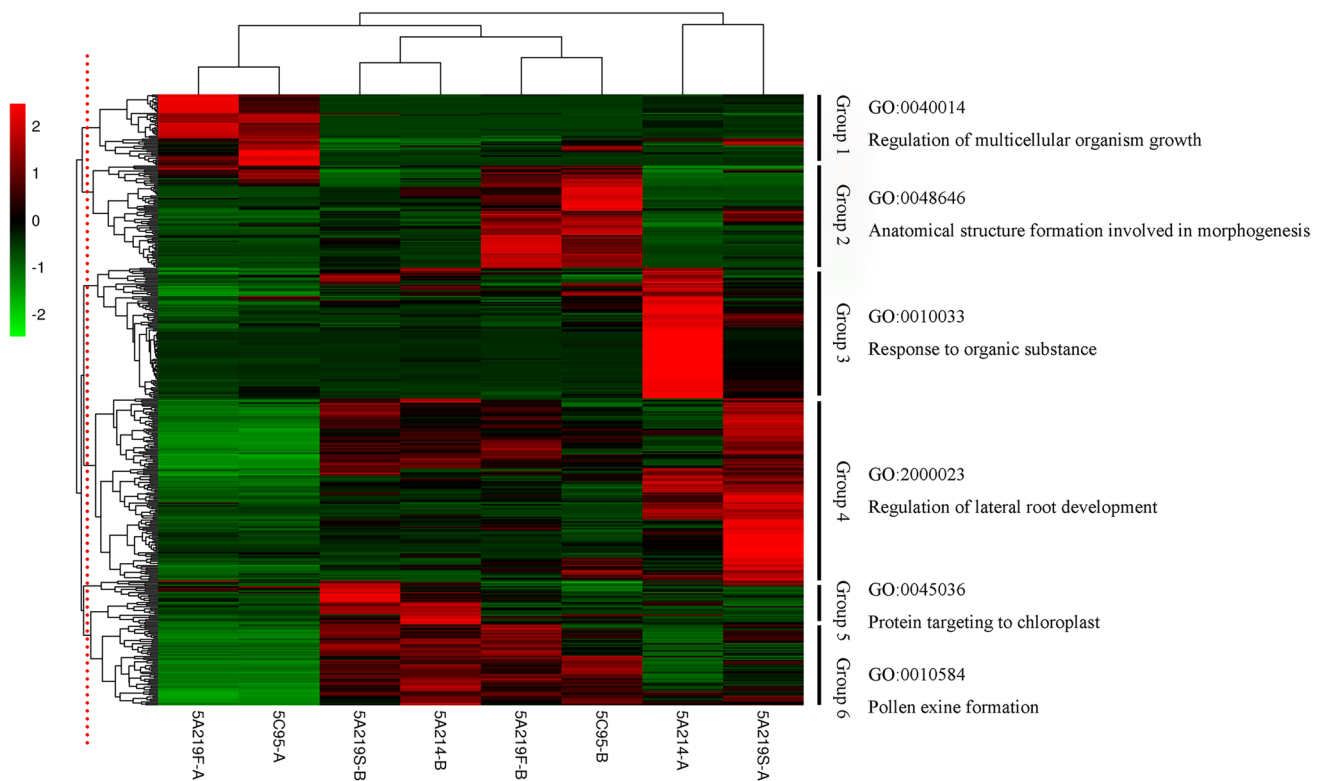 2
1
0
-1
-2
Group 1
Group 2
Group 3
Group 4
Group 5
Group 6
GO:0040014
Regulation of multicellular organism growth
GO:0048646
Anatomical structure formation involved in morphogenesis
GO:0010033
Response to organic substance
GO:2000023
Regulation of lateral root development
GO:0045036
Protein targeting to chloroplast
GO:0010584
Pollen exine formation
5A219F-A
5C95-A
5A219S-B
5A214-B
5A219F-B
5C95-B
5A214-A
5A219S-A